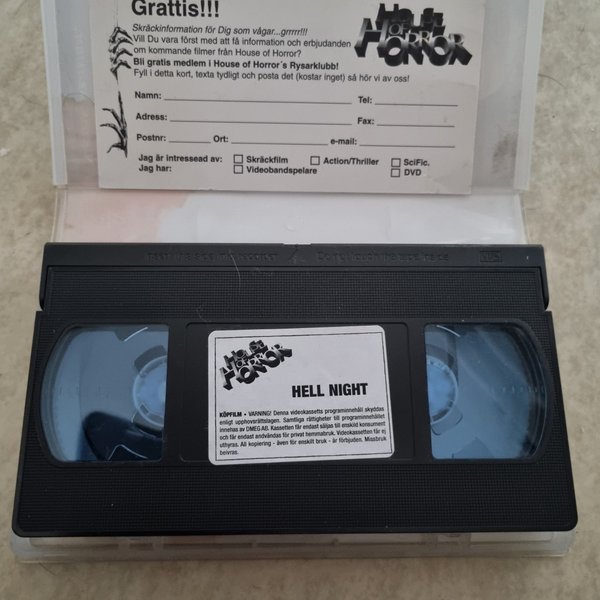 Grattis!!!
Skräckinformation för Dig som vågar...grrrrr!!!
Vill Du vara först med att få information och erbjudanden
om kommande filmer från House of Horror?
Bli gratis medlem i House of Horror´s Rysarklubb!
Fyll i detta kort, texta tydligt och posta det (kostar inget) så hör vi av oss!
HOUSE
OF
HORROR
Namn: Tel:
Adress: Fax:
Postnr: Ort: e-mail:
Jag är intressead av: Skräckfilm Action/Thriller SciFic.
Jag har: Videobandspelare DVD
VHS
HOUSE
OF
HORROR
HELL NIGHT
KÖPFILM • VARNING! Denna videokassetts programinnehåll skyddas
enligt upphovsrättslagen. Samtliga rättigheter till programinnehållet
innehas av DMEG AB. Kassetten får endast säljas till enskild konsument
och får endast användvas för privat hemmabruk. Videokassetten får ej
uthyras. All kopiering - även för enskilt bruk - är förbjuden. Missbruk
beivras.